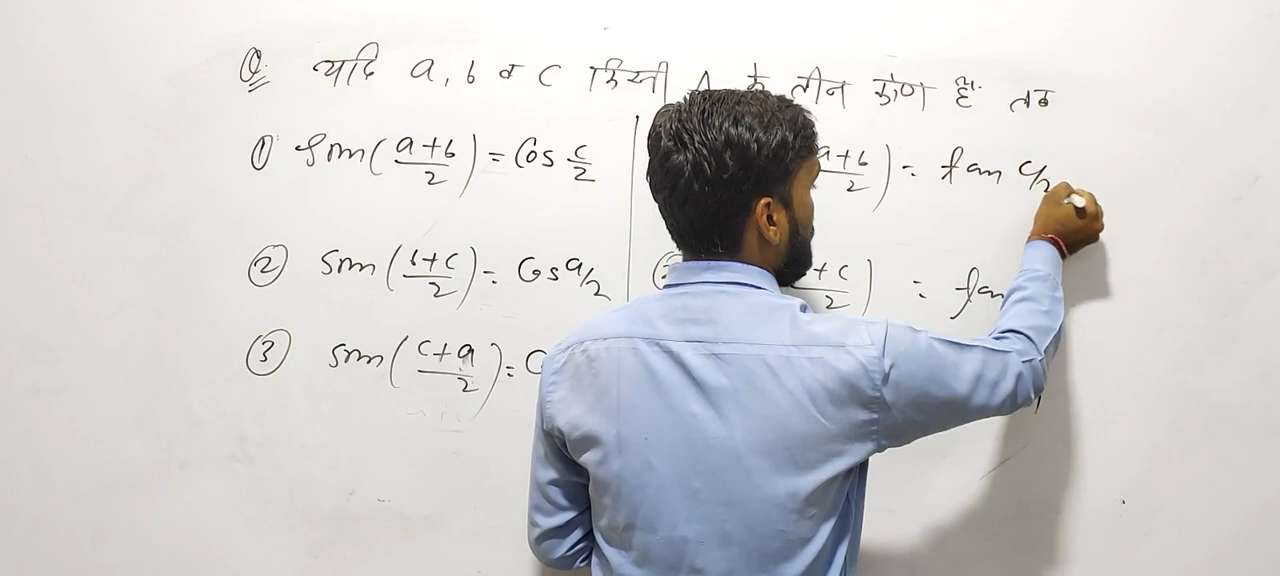 Q. यदि a, b व c किसी के तीन कोण हैं तब
① Sin(a+b/2) = Cos c/2
② Sin(b+c/2) = Cos a/2
③ Sin(c+a/2) = C
a+b/2) = tan c/2
+c/2) = tan